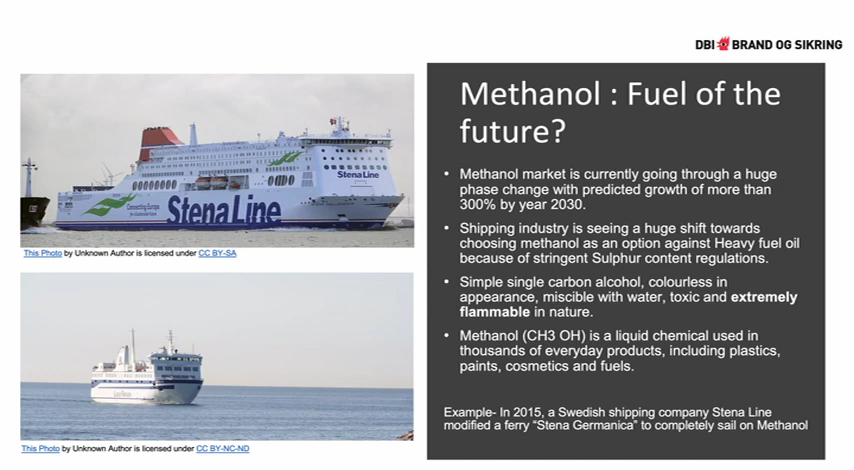 DBI BRAND OG SIKRING
Stena Line
Connecting Europe
Stena Line
This Photo by Unknown Author is licensed under CC BY-SA
This Photo by Unknown Author is licensed under CC BY-NC-ND
Methanol : Fuel of the
future?
• Methanol market is currently going through a huge
phase change with predicted growth of more than
300% by year 2030.
• Shipping industry is seeing a huge shift towards
choosing methanol as an option against Heavy fuel oil
because of stringent Sulphur content regulations.
• Simple single carbon alcohol, colourless in
appearance, miscible with water, toxic and extremely
flammable in nature.
• Methanol (CH3 OH) is a liquid chemical used in
thousands of everyday products, including plastics,
paints, cosmetics and fuels.
Example- In 2015, a Swedish shipping company Stena Line
modified a ferry “Stena Germanica” to completely sail on Methanol